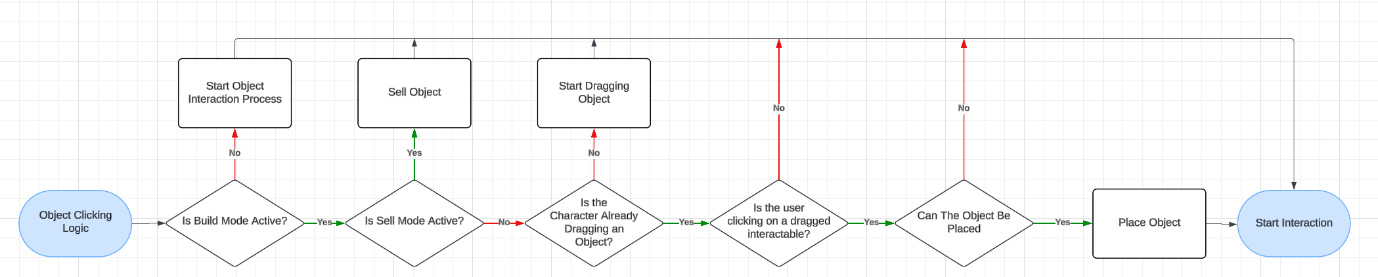 Start Object
Interaction Process
Sell Object
Start Dragging
Object
No
No
No
Yes
No
Object Clicking
Logic
Is Build Mode Active?
Yes
Is Sell Mode Active?
No
Is the
Character Already
Dragging an
Object?
Yes
Is the user
clicking on a dragged
interactable?
Yes
Can The Object Be
Placed
Yes
Place Object
Start Interaction